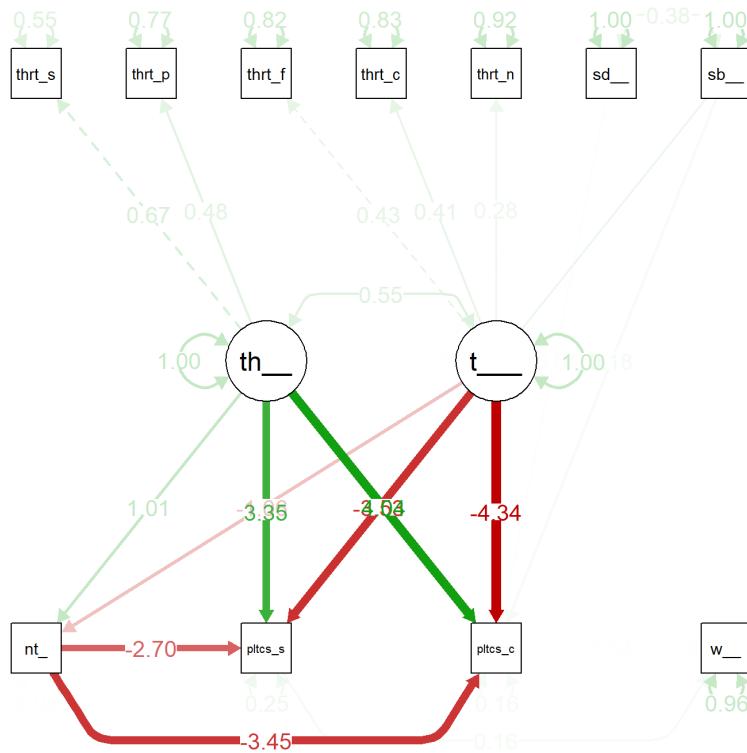 0.55 0.77 0.82 0.83 0.92 1.00 -0.38 1.00
thrt_s thrt_p thrt_f thrt_c thrt_n sd__ sb__
0.67 0.48 0.43 0.41 0.28
0.55
th__ t___
1.00 1.00
1.01 3.35 -4.34
nt_ pltcs_s pltcs_c w__
-2.70
0.25 0.16 0.96
-3.45 0.16